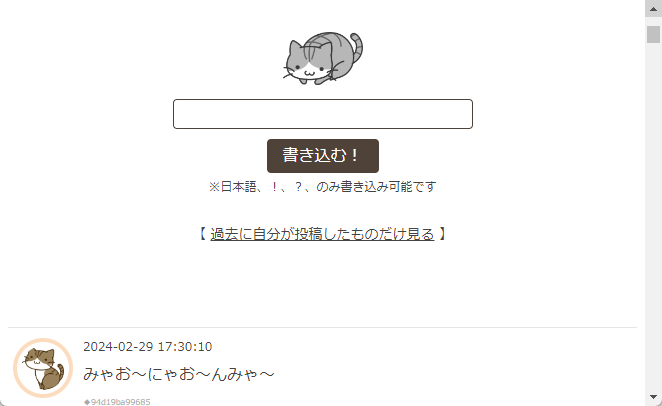 書き込む！
※日本語、！、？、のみ書き込み可能です
【 過去に自分が投稿したものだけ見る 】
2024-02-29 17:30:10
みゃお～にゃお～んみゃ～
◆94d19ba99685